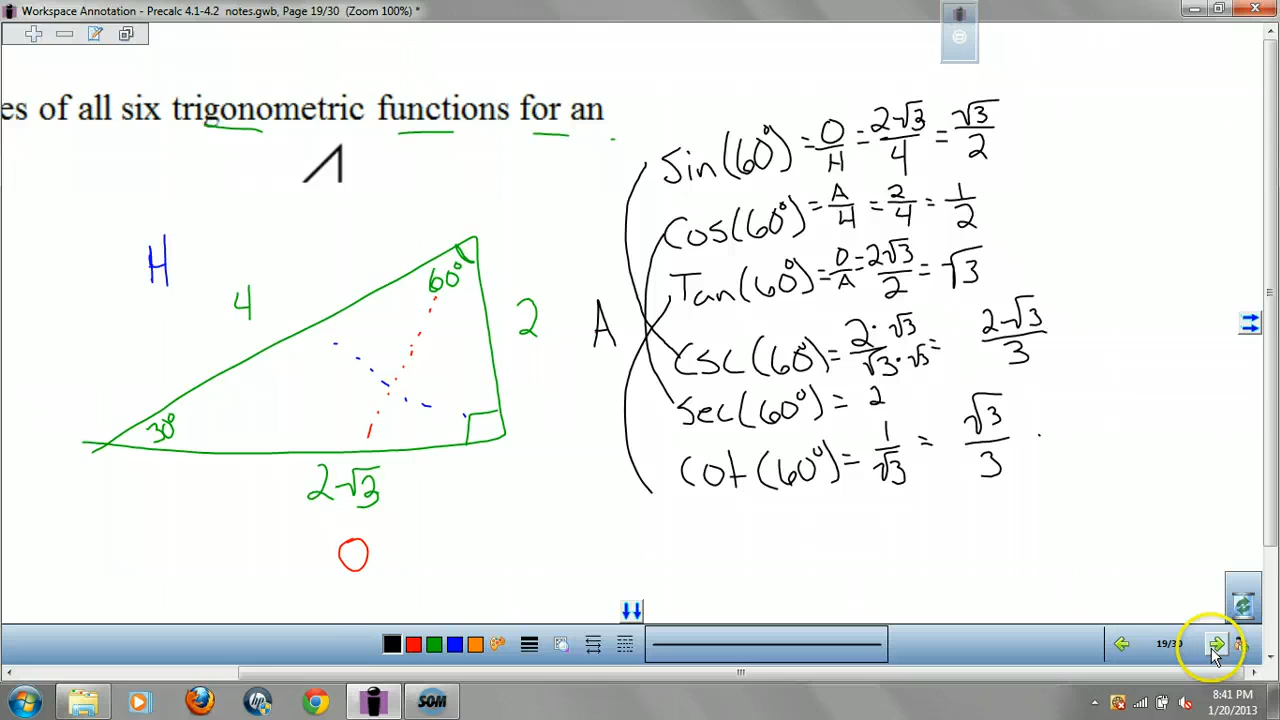 Workspace Annotation - Precalc 4.1-4.2 notes.gwb, Page 19/30 (Zoom 100%) *
es of all six trigonometric functions for an
H
4
60°
2
A
30°
2√3
O
Sin(60°) = O/H = 2√3/4 = √3/2
Cos(60°) = A/H = 2/4 = 1/2
Tan(60°) = O/A = 2√3/2 = √3
Csc(60°) = 2·√3/√3·√3 = 2√3/3
Sec(60°) = 2
Cot(60°) = 1/√3 = √3/3
19/30
SOM
8:41 PM
1/20/2013